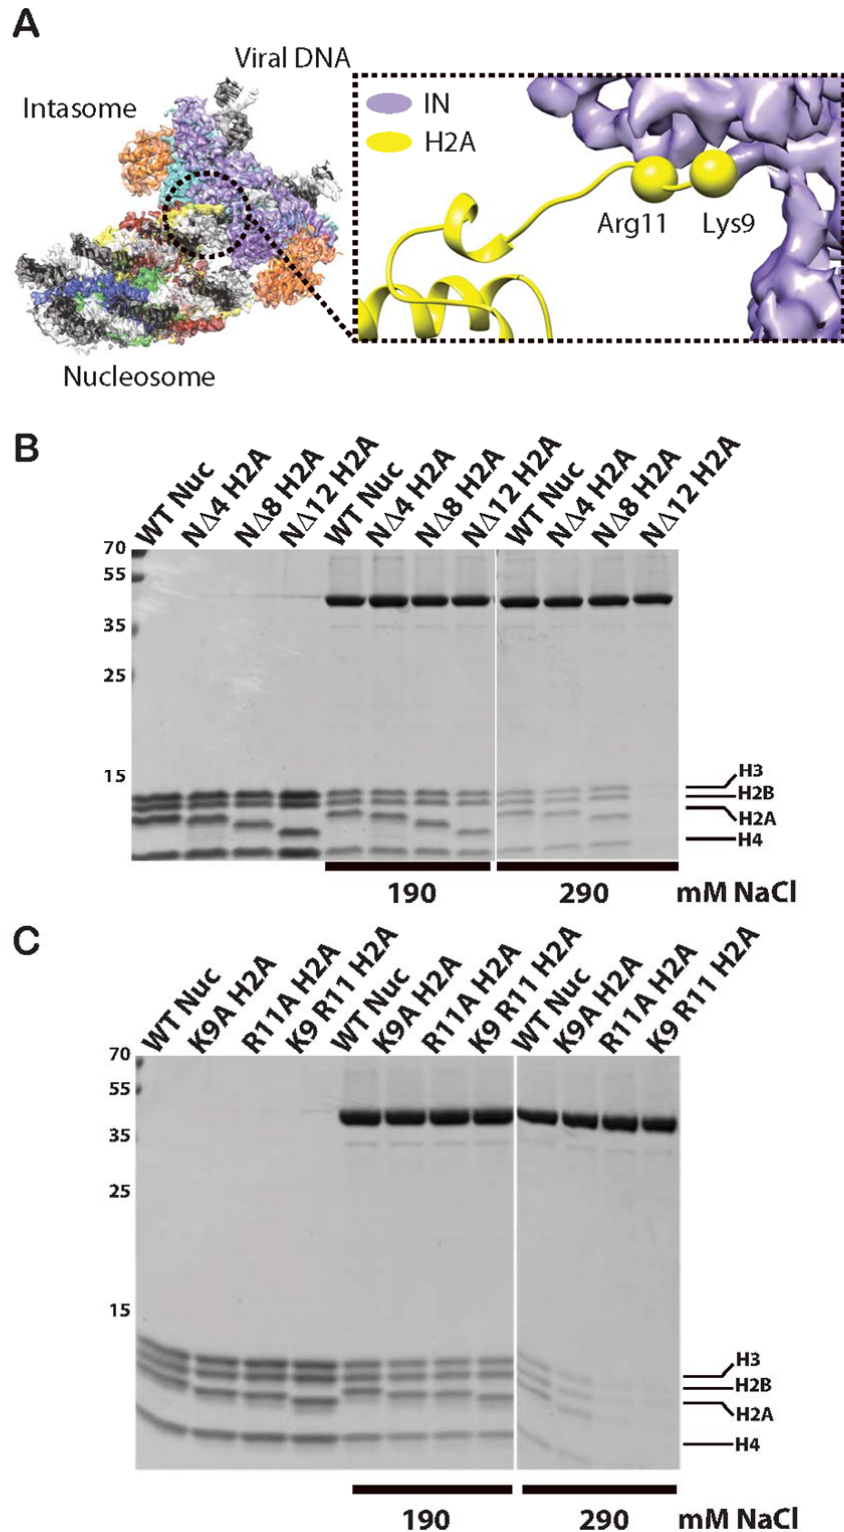 A
Viral DNA
Intasome
IN
H2A
Arg11 Lys9
Nucleosome
B
WT Nuc NΔ4 H2A NΔ8 H2A NΔ12 H2A WT Nuc NΔ4 H2A NΔ8 H2A NΔ12 H2A WT Nuc NΔ4 H2A NΔ8 H2A NΔ12 H2A
70
55
35
25
15
H3
H2B
H2A
H4
190 290 mM NaCl
C
WT Nuc K9A H2A R11A H2A K9 R11 H2A WT Nuc K9A H2A R11A H2A K9 R11 H2A WT Nuc K9A H2A R11A H2A K9 R11 H2A
70
55
35
25
15
H3
H2B
H2A
H4
190 290 mM NaCl